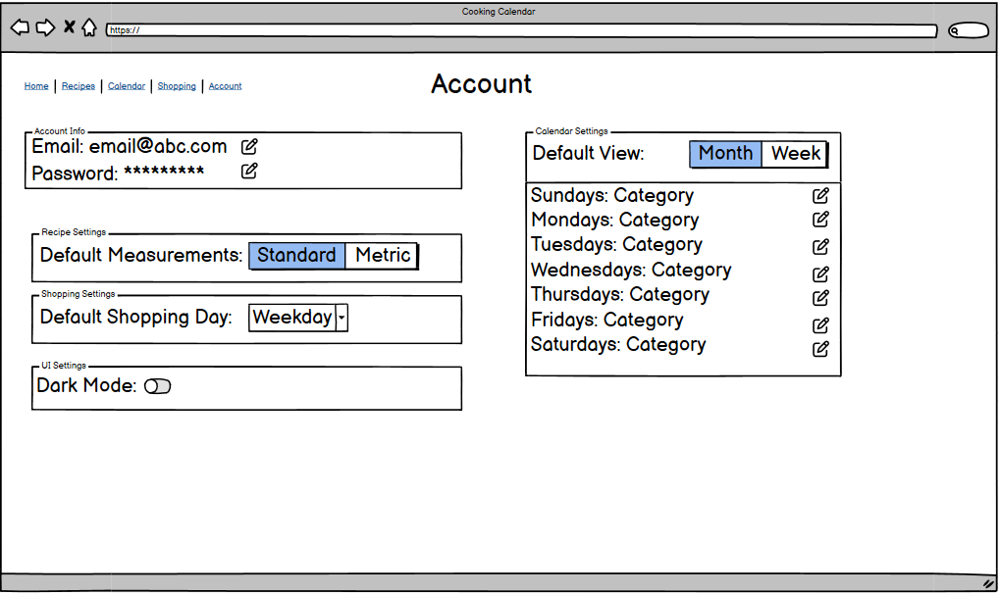 Cooking Calendar
https://
Home | Recipes | Calendar | Shopping | Account
Account
Account Info
Email: email@abc.com
Password: *********
Recipe Settings
Default Measurements: Standard Metric
Shopping Settings
Default Shopping Day: Weekday
UI Settings
Dark Mode:
Calendar Settings
Default View: Month Week
Sundays: Category
Mondays: Category
Tuesdays: Category
Wednesdays: Category
Thursdays: Category
Fridays: Category
Saturdays: Category